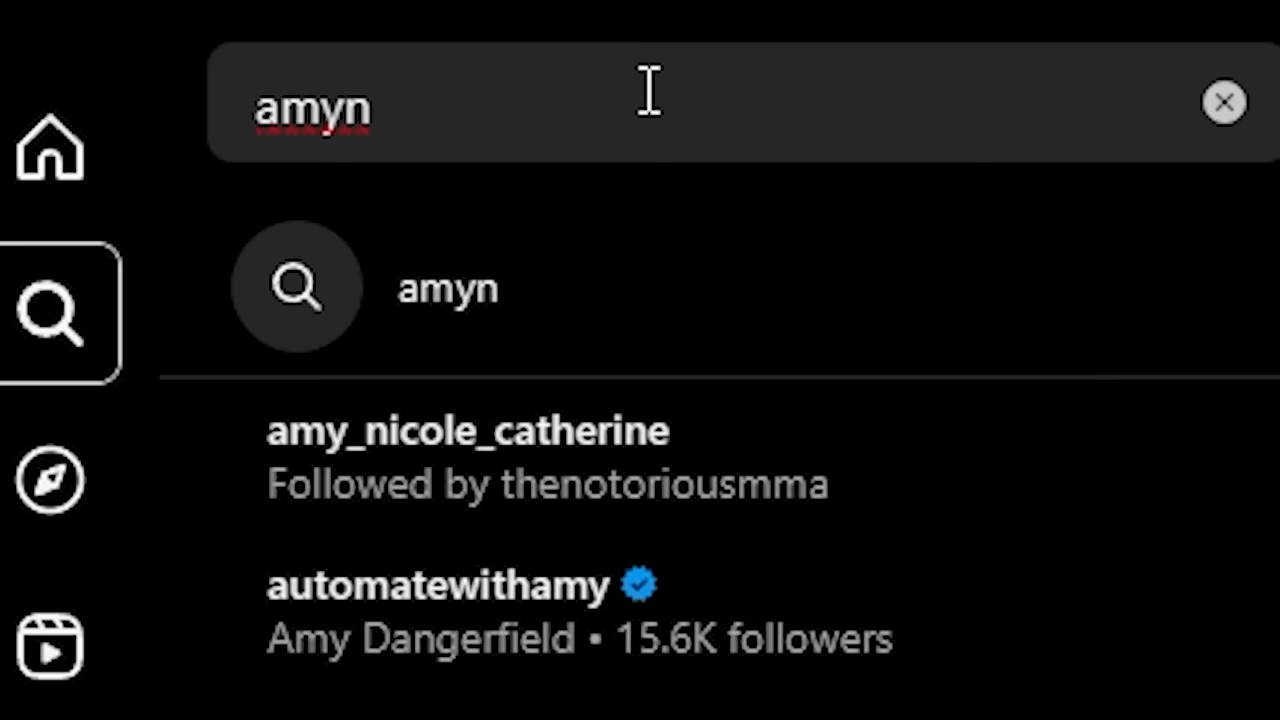 amyn
amyn
amy_nicole_catherine
Followed by thenotoriousmma
automatewithamy
Amy Dangerfield • 15.6K followers